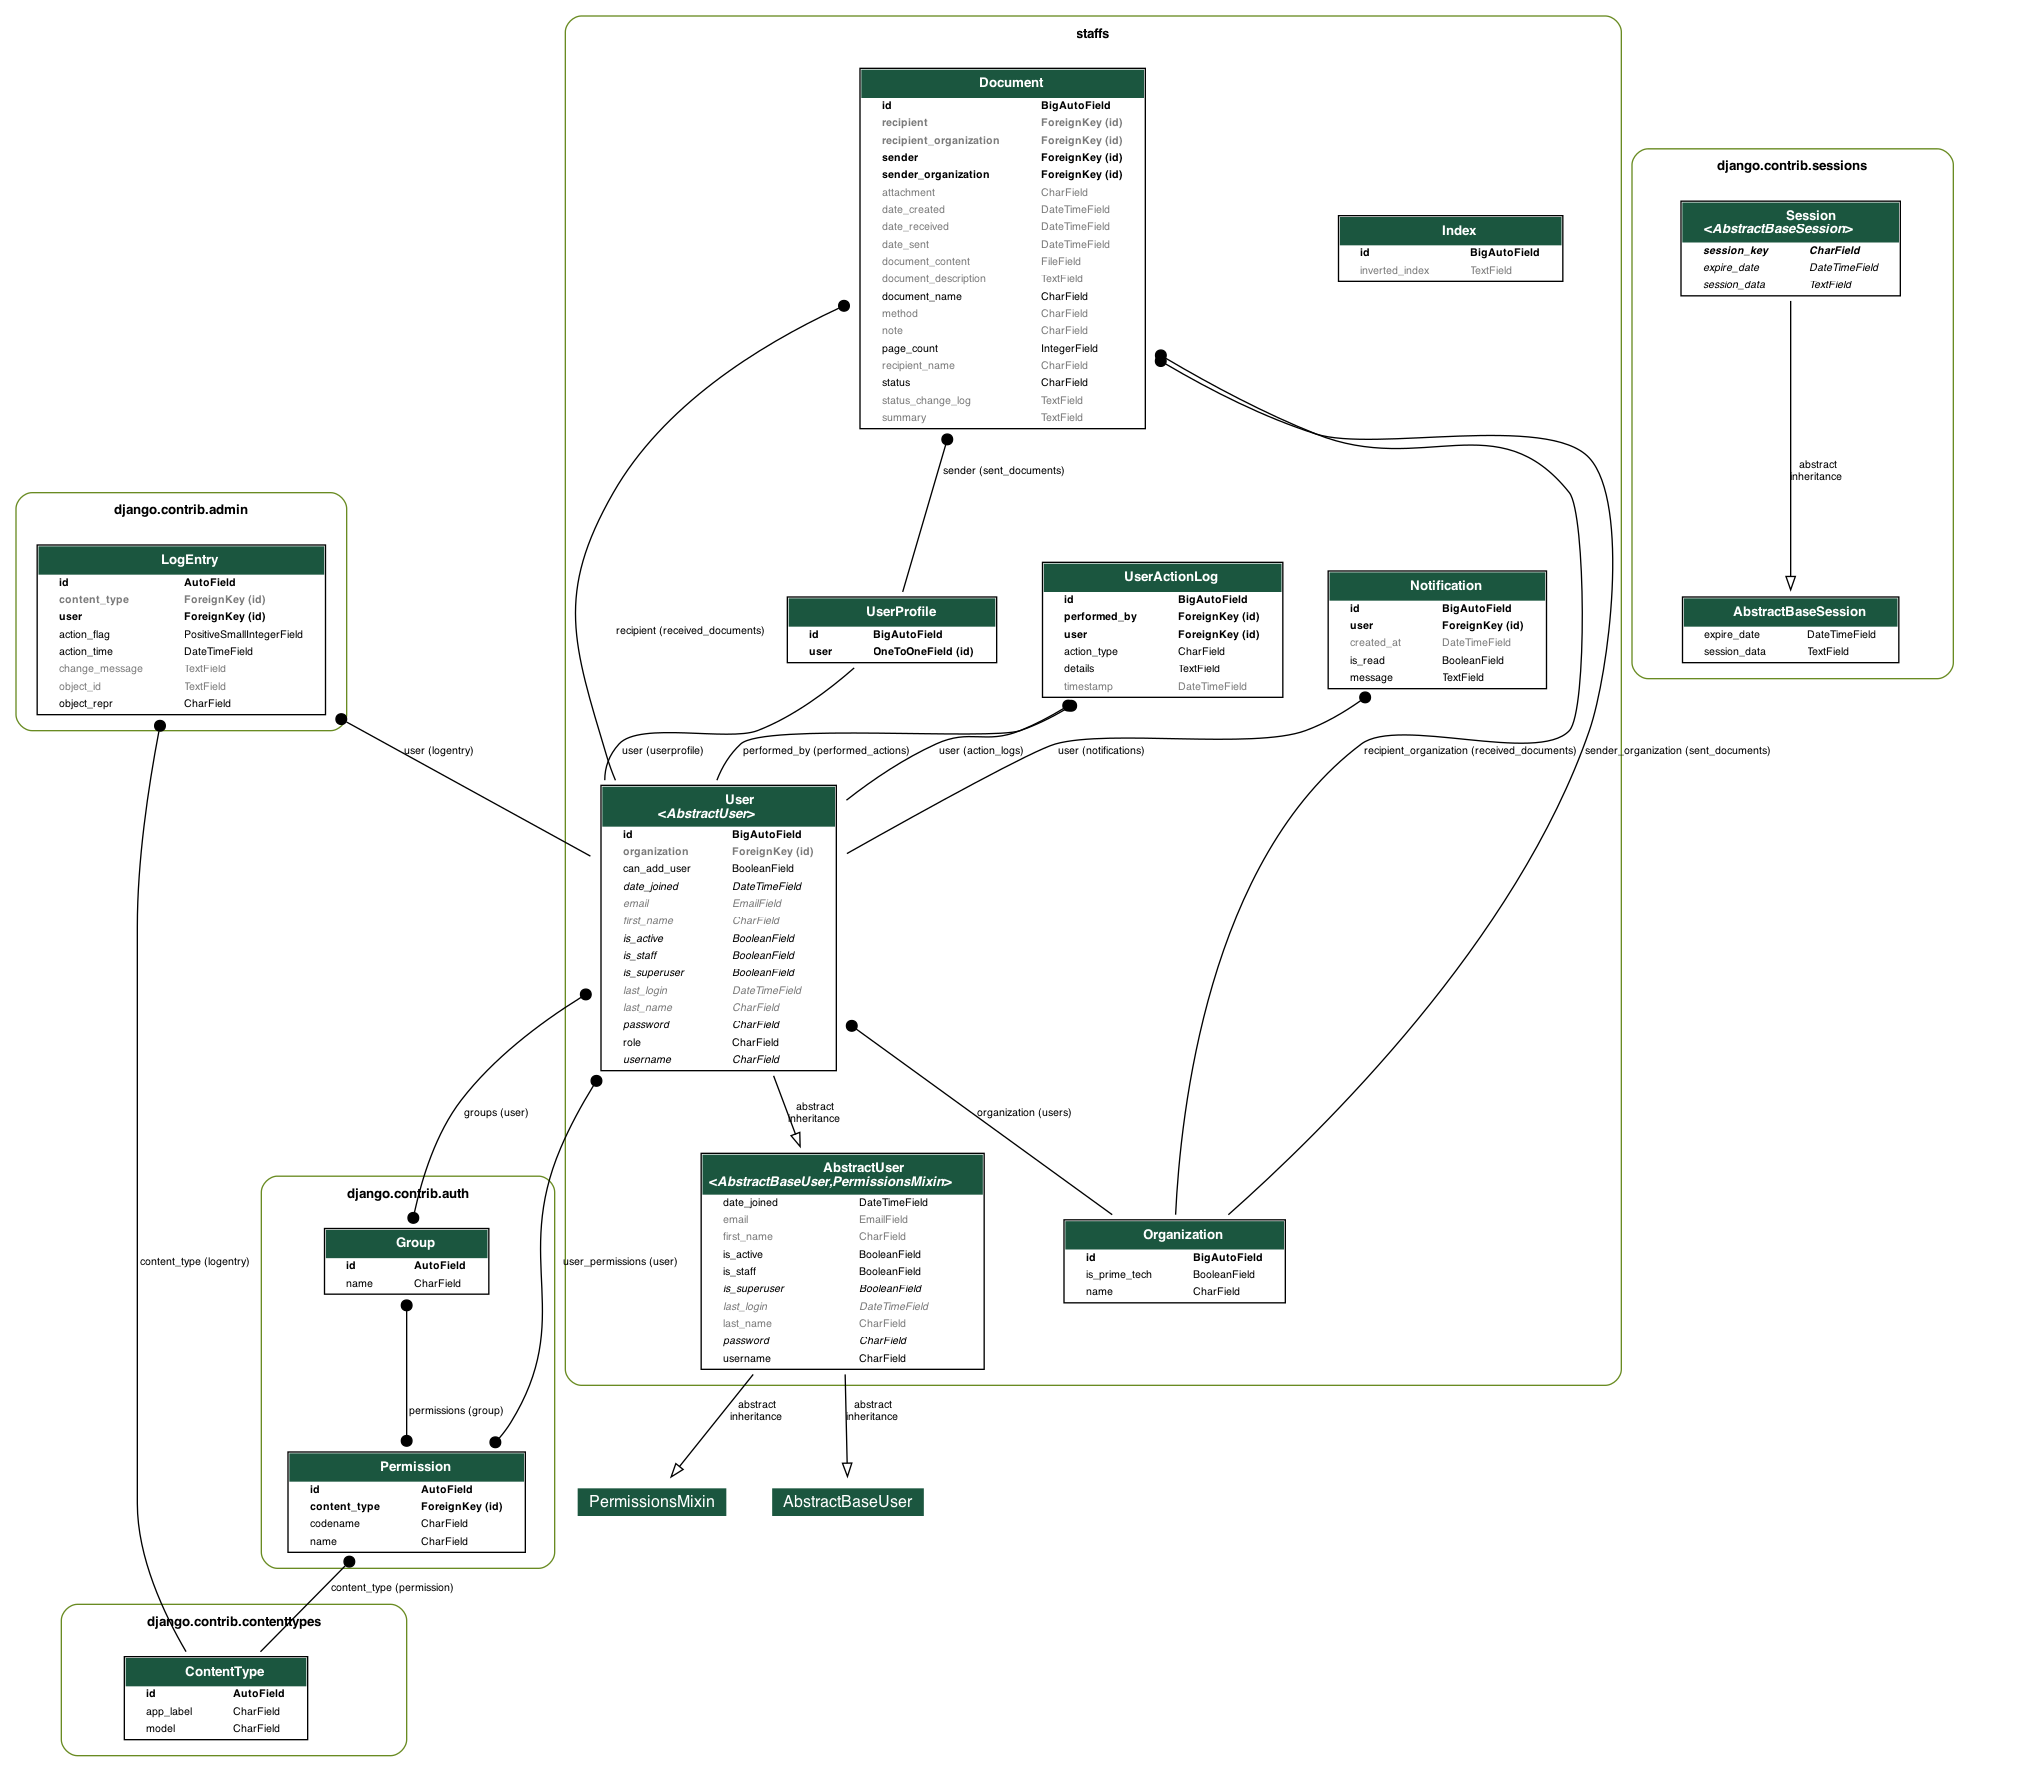 staffs
Document
id BigAutoField
recipient ForeignKey (id)
recipient_organization ForeignKey (id)
sender ForeignKey (id)
sender_organization ForeignKey (id)
attachment CharField
date_created DateTimeField
date_received DateTimeField
date_sent DateTimeField
document_content FileField
document_description TextField
document_name CharField
method CharField
note CharField
page_count IntegerField
recipient_name CharField
status CharField
status_change_log TextField
summary TextField
Index
id BigAutoField
inverted_index TextField
django.contrib.sessions
Session
<AbstractBaseSession>
session_key CharField
expire_date DateTimeField
session_data TextField
abstract
inheritance
AbstractBaseSession
expire_date DateTimeField
session_data TextField
sender (sent_documents)
django.contrib.admin
LogEntry
id AutoField
content_type ForeignKey (id)
user ForeignKey (id)
action_flag PositiveSmallIntegerField
action_time DateTimeField
change_message TextField
object_id TextField
object_repr CharField
recipient (received_documents)
UserProfile
id BigAutoField
user OneToOneField (id)
UserActionLog
id BigAutoField
performed_by ForeignKey (id)
user ForeignKey (id)
action_type CharField
details TextField
timestamp DateTimeField
Notification
id BigAutoField
user ForeignKey (id)
created_at DateTimeField
is_read BooleanField
message TextField
user (logentry)
user (userprofile)
performed_by (performed_actions)
user (action_logs)
user (notifications)
recipient_organization (received_documents)
sender_organization (sent_documents)
User
<AbstractUser>
id BigAutoField
organization ForeignKey (id)
can_add_user BooleanField
date_joined DateTimeField
email EmailField
first_name CharField
is_active BooleanField
is_staff BooleanField
is_superuser BooleanField
last_login DateTimeField
last_name CharField
password CharField
role CharField
username CharField
groups (user)
abstract
inheritance
organization (users)
AbstractUser
<AbstractBaseUser,PermissionsMixin>
date_joined DateTimeField
email EmailField
first_name CharField
is_active BooleanField
is_staff BooleanField
is_superuser BooleanField
last_login DateTimeField
last_name CharField
password CharField
username CharField
Organization
id BigAutoField
is_prime_tech BooleanField
name CharField
django.contrib.auth
Group
id AutoField
name CharField
content_type (logentry)
user_permissions (user)
permissions (group)
abstract
inheritance
abstract
inheritance
Permission
id AutoField
content_type ForeignKey (id)
codename CharField
name CharField
PermissionsMixin
AbstractBaseUser
content_type (permission)
django.contrib.contenttypes
ContentType
id AutoField
app_label CharField
model CharField